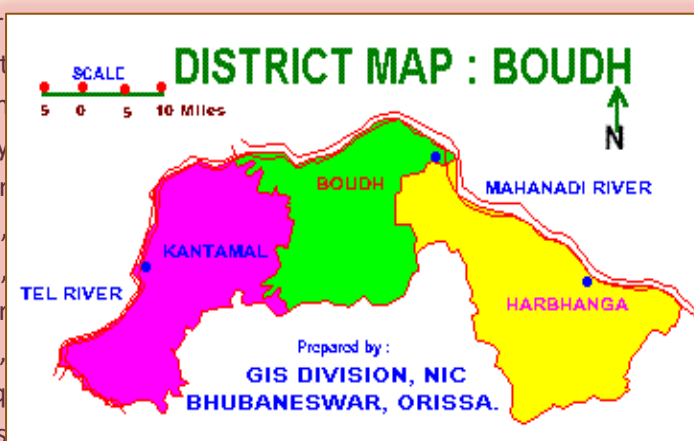 DISTRICT MAP : BOUDH
SCALE
5 0 5 10 Miles
N
BOUDH
MAHANADI RIVER
KANTAMAL
TEL RIVER
HARBHANGA
Prepared by :
GIS DIVISION, NIC
BHUBANESWAR, ORISSA.